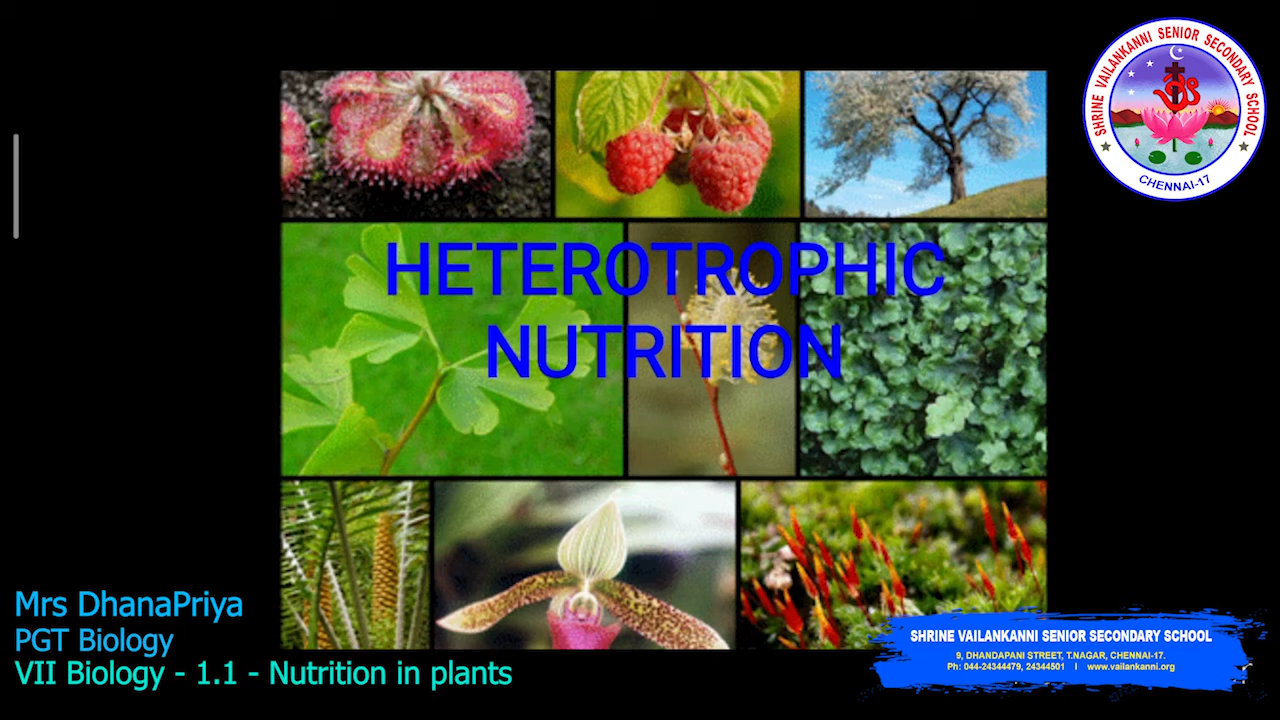 SHRINE VAILANKANNI SENIOR SECONDARY SCHOOL
CHENNAI-17
HETEROTROPHIC
NUTRITION
Mrs DhanaPriya
PGT Biology
VII Biology - 1.1 - Nutrition in plants
SHRINE VAILANKANNI SENIOR SECONDARY SCHOOL
9, DHANDAPANI STREET, T.NAGAR, CHENNAI-17.
Ph: 044-24344479, 24344501 I www.vailankanni.org